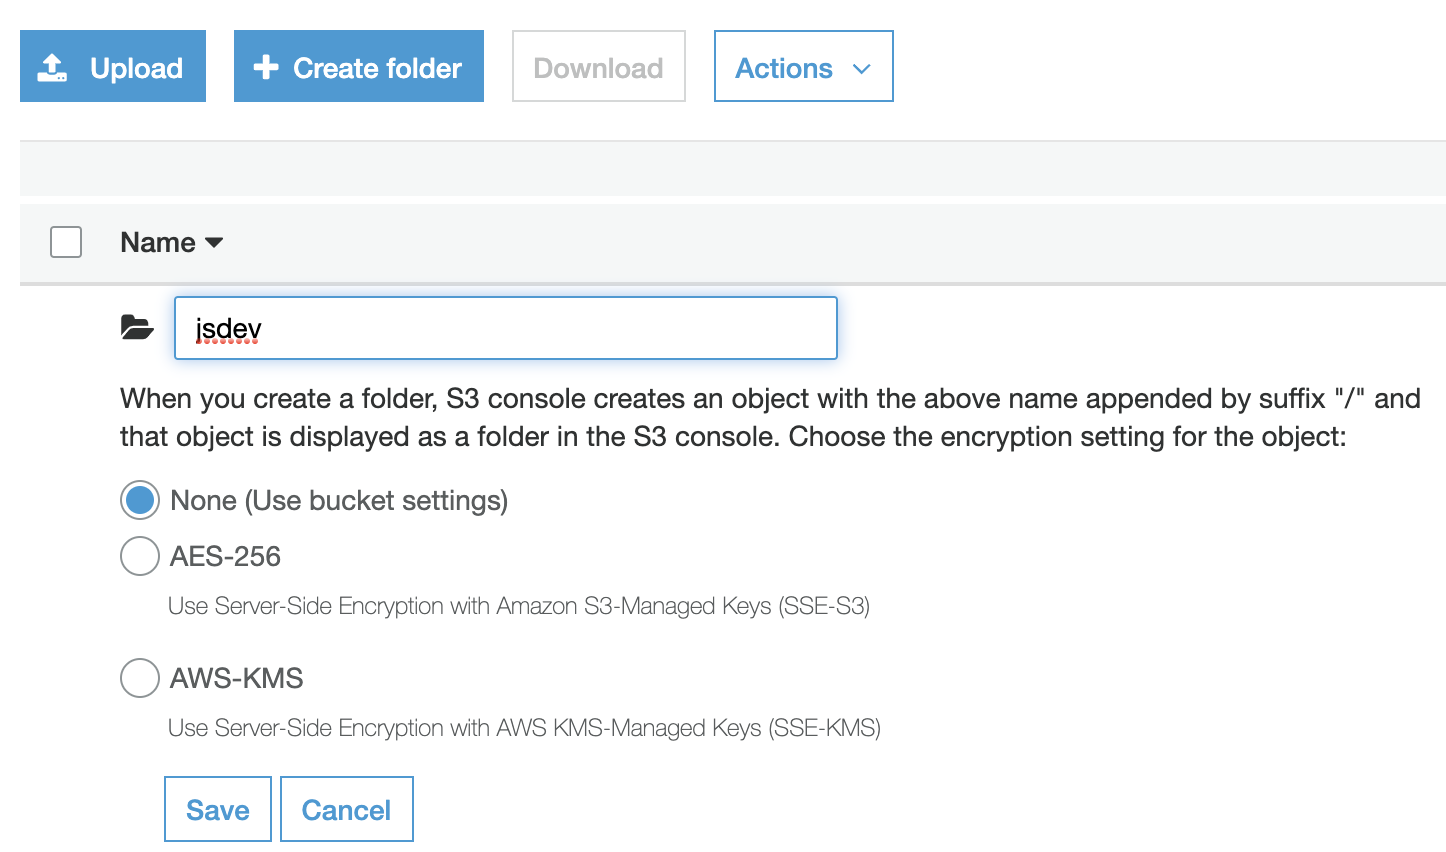 Upload
Create folder
Download
Actions
Name
jsdev
When you create a folder, S3 console creates an object with the above name appended by suffix "/" and
that object is displayed as a folder in the S3 console. Choose the encryption setting for the object:
None (Use bucket settings)
AES-256
Use Server-Side Encryption with Amazon S3-Managed Keys (SSE-S3)
AWS-KMS
Use Server-Side Encryption with AWS KMS-Managed Keys (SSE-KMS)
Save
Cancel